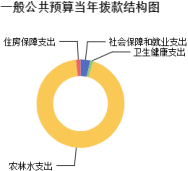 一般公共预算当年拨款结构图
住房保障支出
社会保障和就业支出
卫生健康支出
农林水支出